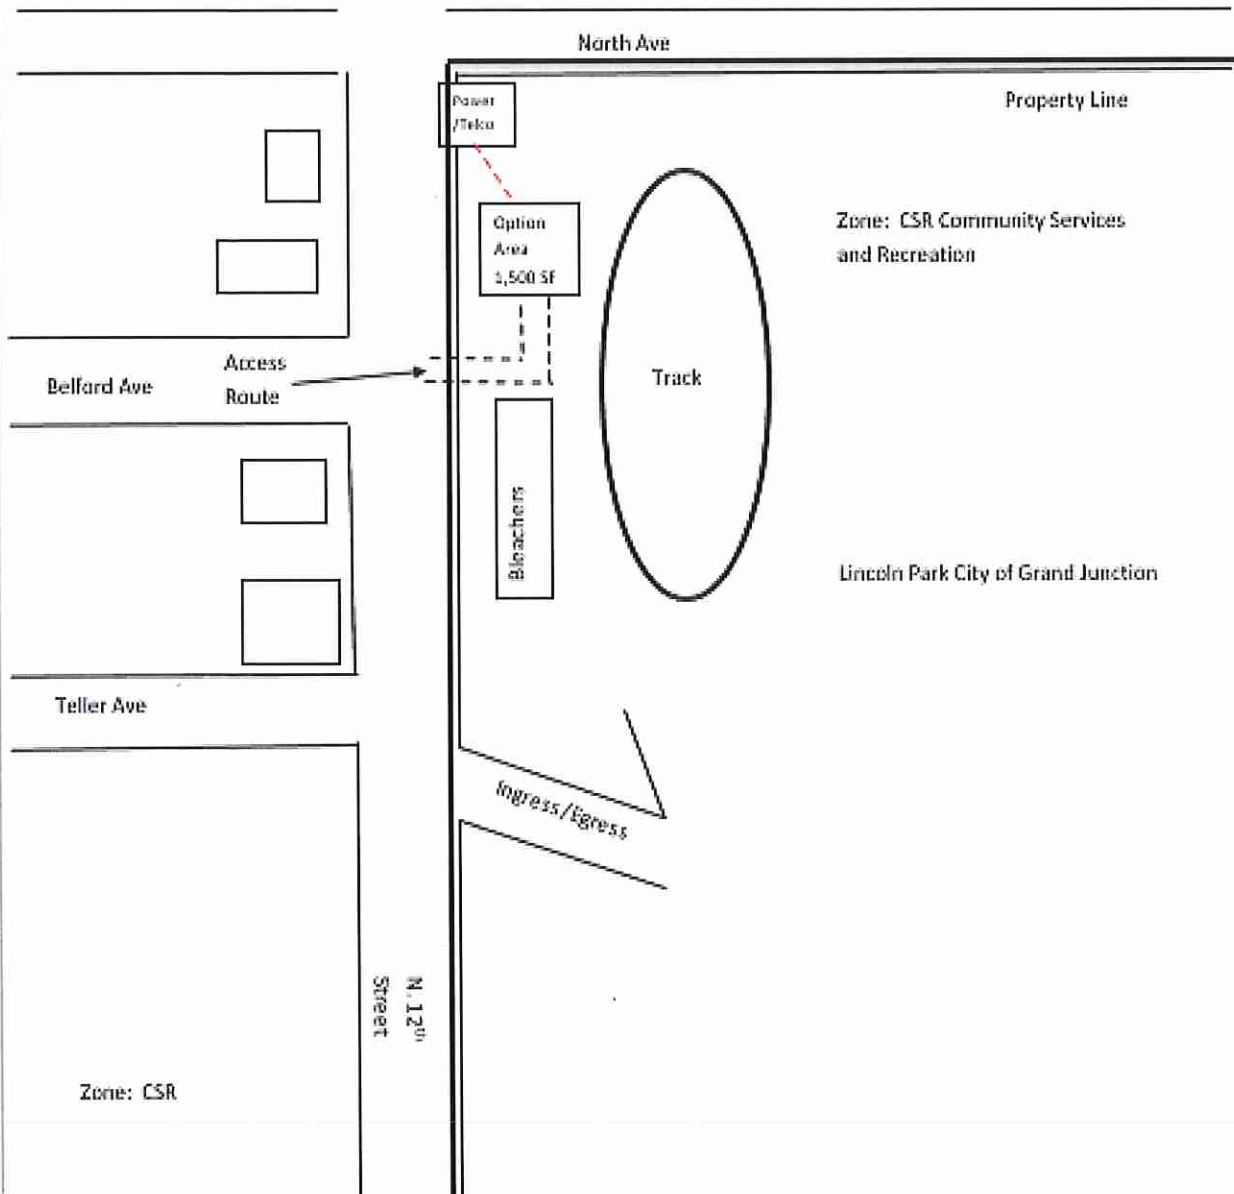 North Ave
Power
/Telco
Property Line
Option
Area
1,500 SF
Zone: CSR Community Services
and Recreation
Access
Route
Belford Ave
Track
Bleachers
Lincoln Park City of Grand Junction
Teller Ave
Ingress/Egress
N. 12th
Street
Zone: CSR